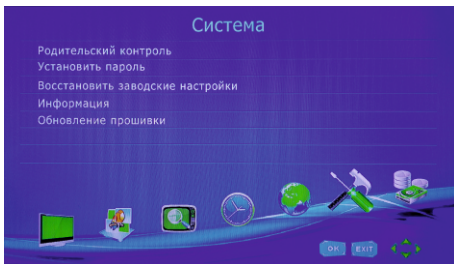 Система
Родительский контроль
Установить пароль
Восстановить заводские настройки
Информация
Обновление прошивки
OK EXIT